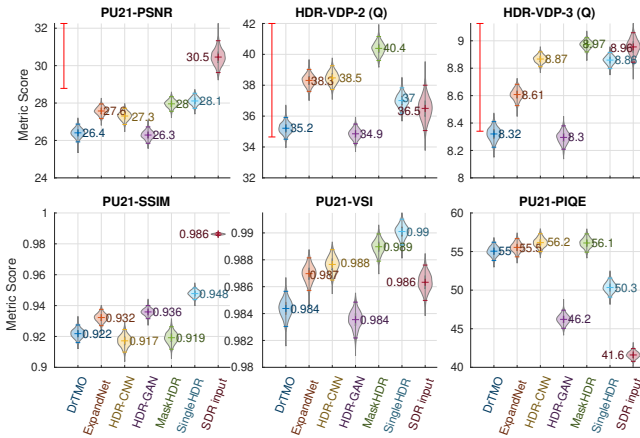 PU21-PSNR
Metric Score
32
30
28
26
24
26.4
27.6
27.3
26.3
28
28.1
30.5
HDR-VDP-2 (Q)
42
40
38
36
34
32
35.2
38.3
38.5
34.9
40.4
37
36.5
HDR-VDP-3 (Q)
9
8.8
8.6
8.4
8.2
8
8.32
8.61
8.87
8.3
8.97
8.86
8.96
PU21-SSIM
Metric Score
1
0.98
0.96
0.94
0.92
0.9
0.922
0.932
0.917
0.936
0.919
0.948
0.986
DrTMO
ExpandNet
HDR-CNN
HDR-GAN
MaskHDR
SingleHDR
SDR input
PU21-VSI
0.99
0.988
0.986
0.984
0.982
0.98
0.984
0.987
0.988
0.984
0.989
0.99
0.986
DrTMO
ExpandNet
HDR-CNN
HDR-GAN
MaskHDR
SingleHDR
SDR input
PU21-PIQE
60
55
50
45
40
55
55.5
56.2
46.2
56.1
50.3
41.6
DrTMO
ExpandNet
HDR-CNN
HDR-GAN
MaskHDR
SingleHDR
SDR input